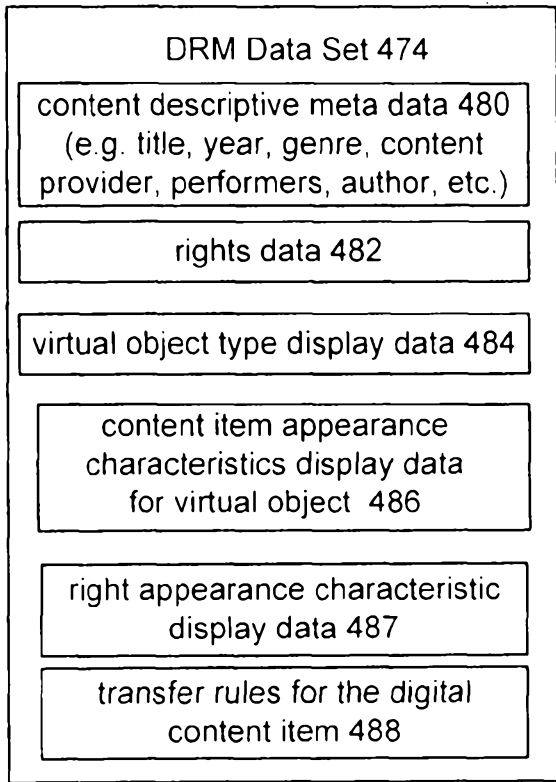 DRM Data Set 474
content descriptive meta data 480
(e.g. title, year, genre, content
provider, performers, author, etc.)
rights data 482
virtual object type display data 484
content item appearance
characteristics display data
for virtual object 486
right appearance characteristic
display data 487
transfer rules for the digital
content item 488